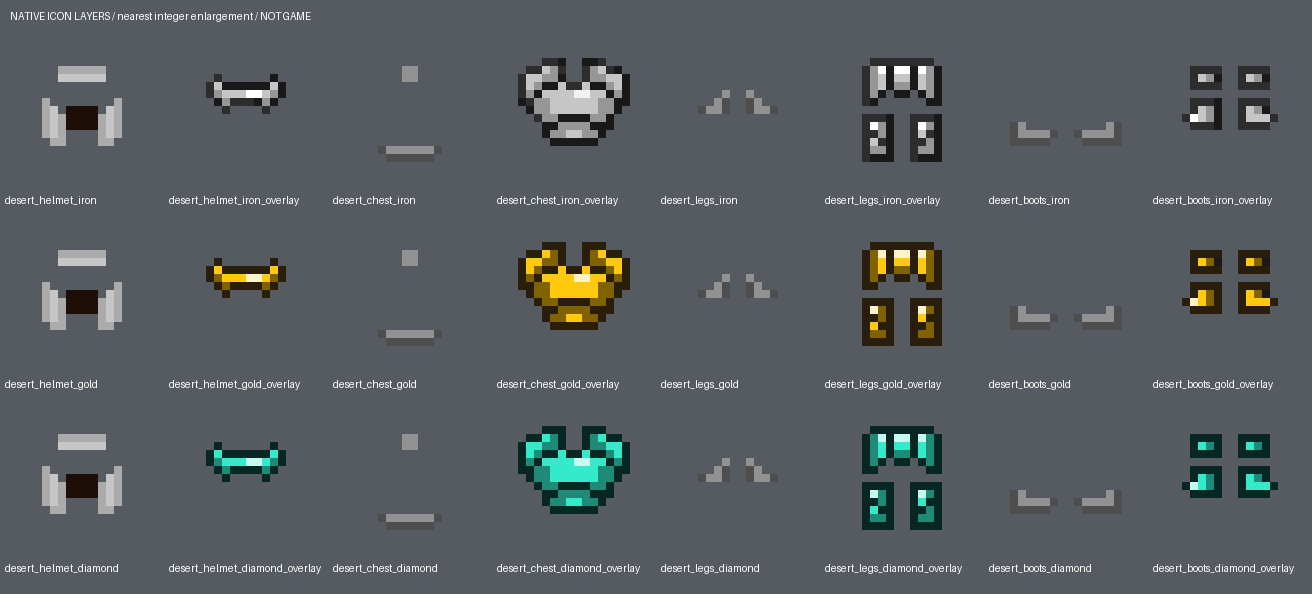 NATIVE ICON LAYERS / nearest integer enlargement / NOT GAME
desert_helmet_iron desert_helmet_iron_overlay desert_chest_iron desert_chest_iron_overlay desert_legs_iron desert_legs_iron_overlay desert_boots_iron desert_boots_iron_overlay
desert_helmet_gold desert_helmet_gold_overlay desert_chest_gold desert_chest_gold_overlay desert_legs_gold desert_legs_gold_overlay desert_boots_gold desert_boots_gold_overlay
desert_helmet_diamond desert_helmet_diamond_overlay desert_chest_diamond desert_chest_diamond_overlay desert_legs_diamond desert_legs_diamond_overlay desert_boots_diamond desert_boots_diamond_overlay